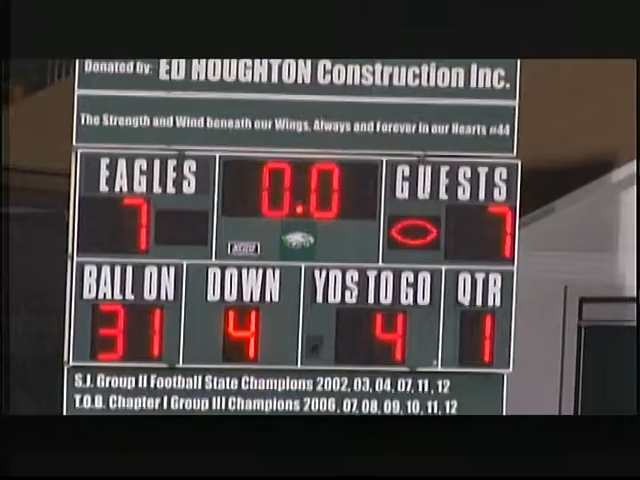 Donated by: ED HOUGHTON Construction Inc.
The Strength and Wind beneath our Wings, Always and Forever in our Hearts #44
EAGLES 0.0 GUESTS
7 7
BALL ON DOWN YDS TO GO QTR
31 4 4 1
S.J. Group II Football State Champions 2002, 03, 04, 07, 11, 12
T.O.B. Chapter I Group III Champions 2006, 07, 08, 09, 10, 11, 12